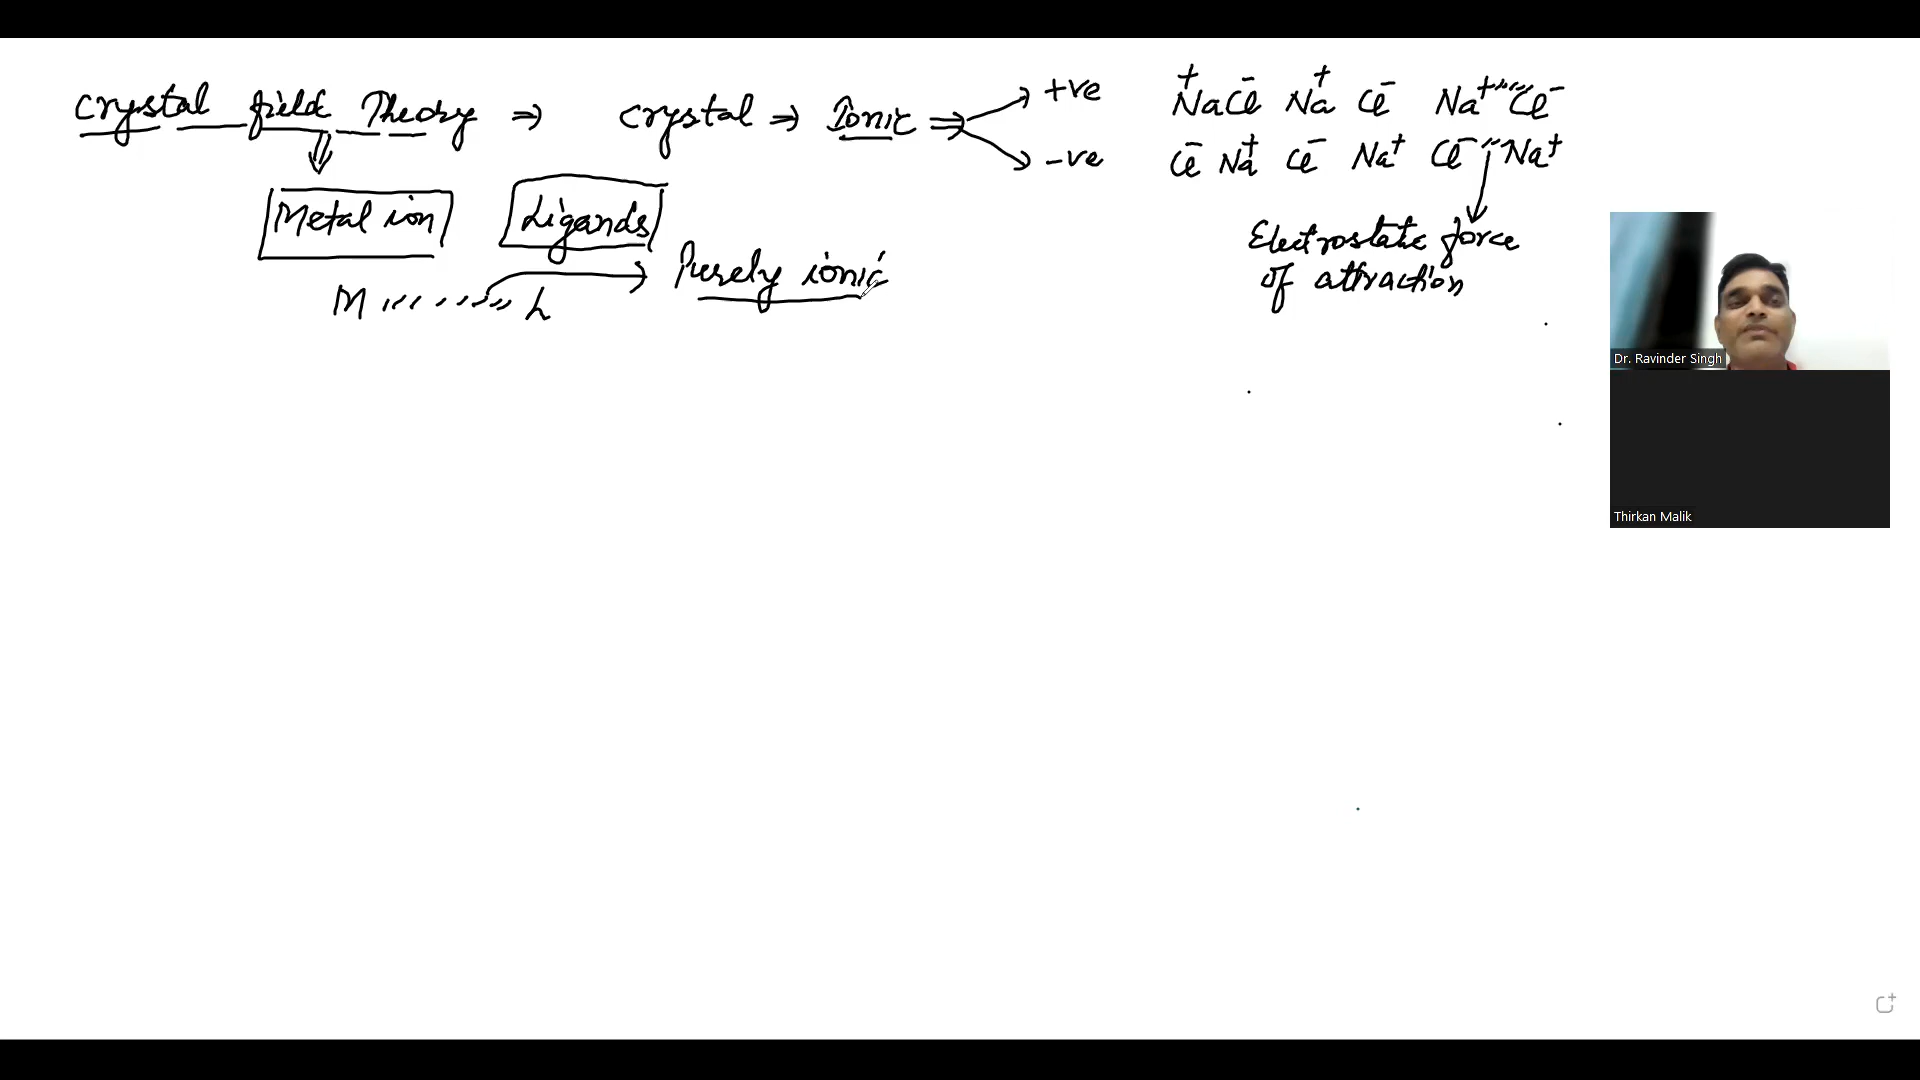 Crystal field Theory ⇒ crystal ⇒ Ionic ⇒ +ve
-ve
Na⁺Cl⁻ Na⁺ Cl⁻ Na⁺ Cl⁻
Cl⁻ Na⁺ Cl⁻ Na⁺ Cl⁻ Na⁺
Electrostatic force
of attraction
Metal ion Ligands
M L → Purely ionic
Dr. Ravinder Singh
Thirkan Malik